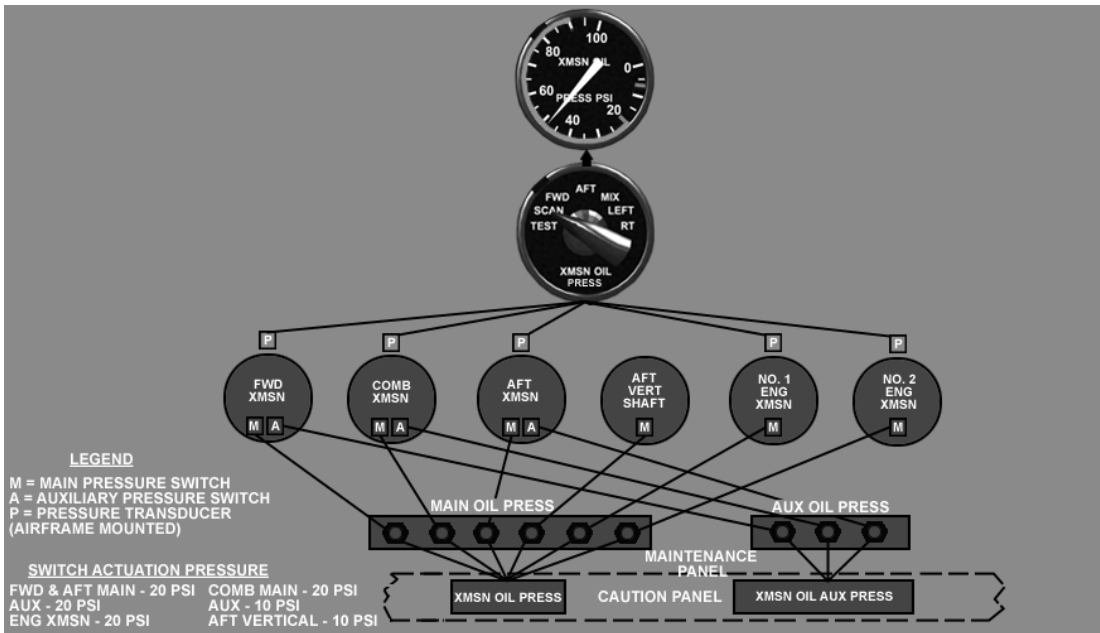 100
80
XMSN OIL
0
60
PRESS PSI
20
40
AFT
FWD
MIX
SCAN
LEFT
TEST
RT
XMSN OIL
PRESS
P
P
P
P
P
FWD
XMSN
M
A
COMB
XMSN
M
A
AFT
XMSN
M
A
AFT
VERT
SHAFT
M
NO. 1
ENG
XMSN
M
NO. 2
ENG
XMSN
M
LEGEND
M = MAIN PRESSURE SWITCH
A = AUXILIARY PRESSURE SWITCH
P = PRESSURE TRANSDUCER
(AIRFRAME MOUNTED)
MAIN OIL PRESS
AUX OIL PRESS
MAINTENANCE
PANEL
XMSN OIL PRESS
CAUTION PANEL
XMSN OIL AUX PRESS
SWITCH ACTUATION PRESSURE
FWD & AFT MAIN - 20 PSI COMB MAIN - 20 PSI
AUX - 20 PSI AUX - 10 PSI
ENG XMSN - 20 PSI AFT VERTICAL - 10 PSI